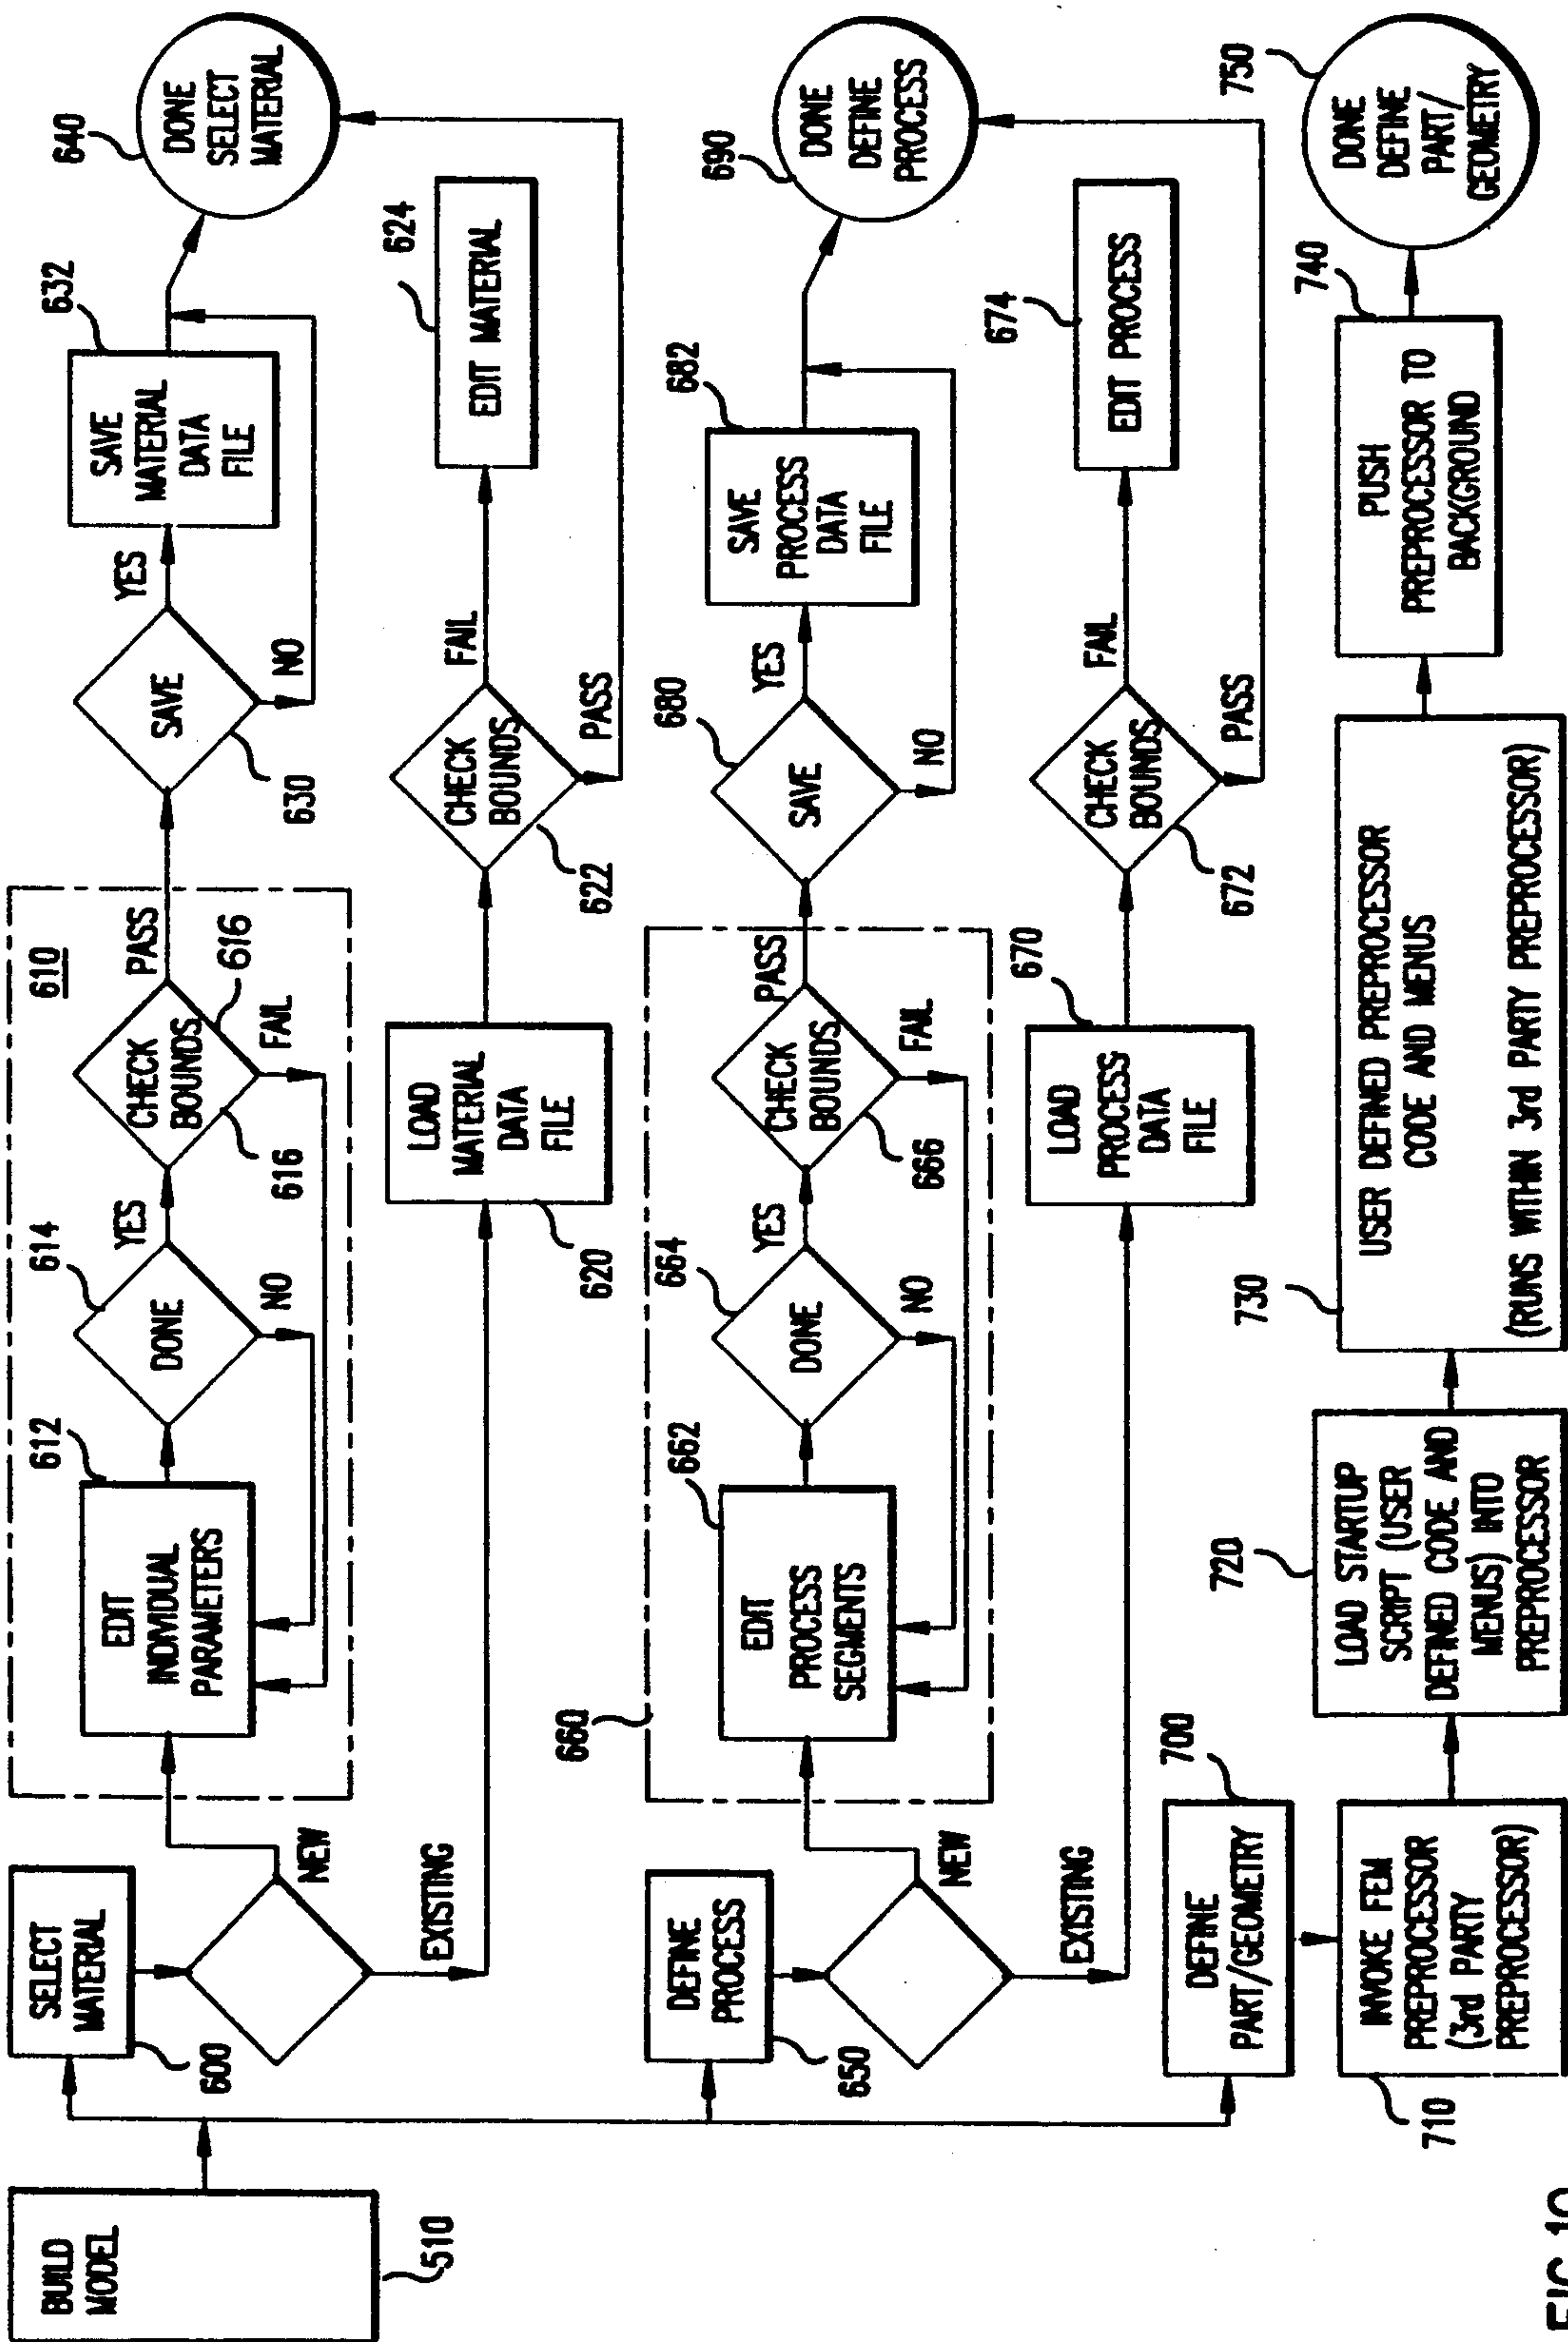 BUILD
MODEL
510
SELECT
MATERIAL
600
NEW
EXISTING
610
EDIT
INDIVIDUAL
PARAMETERS
612
DONE
614
YES
NO
CHECK
BOUNDS
616
616
PASS
FAIL
SAVE
630
YES
NO
SAVE
MATERIAL
DATA
FILE
632
DONE
SELECT
MATERIAL
640
LOAD
MATERIAL
DATA
FILE
620
CHECK
BOUNDS
622
FAIL
PASS
EDIT MATERIAL
624
DEFINE
PROCESS
650
NEW
EXISTING
660
EDIT
PROCESS
SEGMENTS
662
DONE
664
YES
NO
CHECK
BOUNDS
666
PASS
FAIL
SAVE
680
YES
NO
SAVE
PROCESS
DATA
FILE
682
DONE
DEFINE
PROCESS
690
LOAD
PROCESS
DATA
FILE
670
CHECK
BOUNDS
672
FAIL
PASS
EDIT PROCESS
674
DEFINE
PART/GEOMETRY
700
INVOKE FEM
PREPROCESSOR
(3rd PARTY
PREPROCESSOR)
710
LOAD STARTUP
SCRIPT (USER
DEFINED CODE AND
MENUS) INTO
PREPROCESSOR
720
USER DEFINED PREPROCESSOR
CODE AND MENUS
(RUNS WITHIN 3rd PARTY PREPROCESSOR)
730
PUSH
PREPROCESSOR TO
BACKGROUND
740
DONE
DEFINE
PART/
GEOMETRY
750